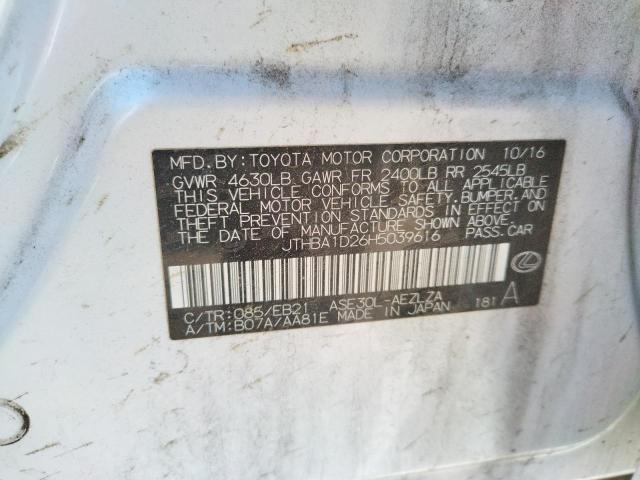 MFD. BY: TOYOTA MOTOR CORPORATION 10/16
GVWR 4630LB GAWR FR 2400LB RR 2545LB
THIS VEHICLE CONFORMS TO ALL APPLICABLE
FEDERAL MOTOR VEHICLE SAFETY, BUMPER, AND
THEFT PREVENTION STANDARDS IN EFFECT ON
THE DATE OF MANUFACTURE SHOWN ABOVE.
JTHBA1D26H5039616 PASS.CAR
C/TR: 085/EB21 ASE30L-AEZLZA
A/TM: B07A/AA81E MADE IN JAPAN 181 A